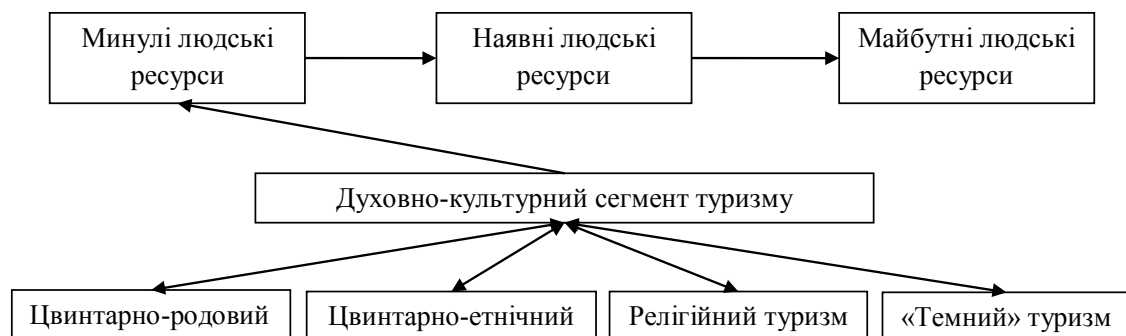 Минулі людські
ресурси
Наявні людські
ресурси
Майбутні людські
ресурси
Духовно-культурний сегмент туризму
Цвинтарно-родовий
Цвинтарно-етнічний
Релігійний туризм
«Темний» туризм